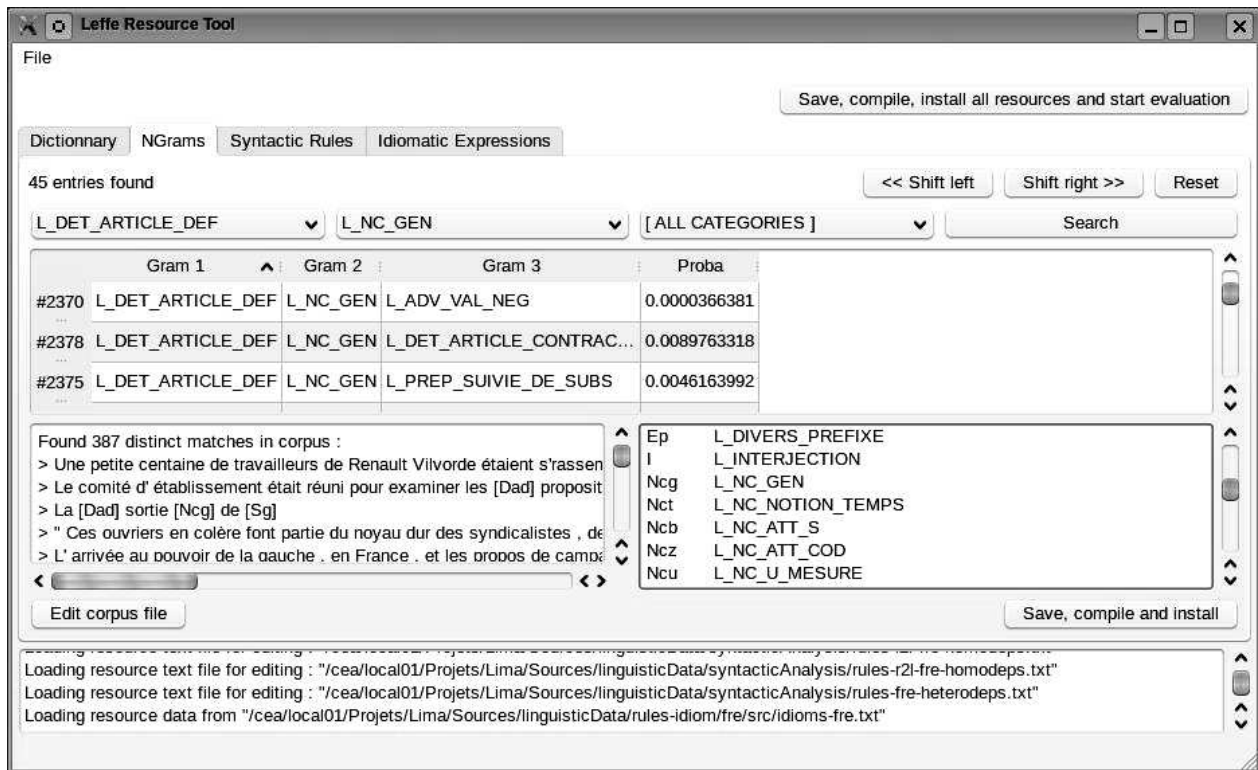 Leffe Resource Tool
File
Save, compile, install all resources and start evaluation
Dictionnary NGrams Syntactic Rules Idiomatic Expressions
45 entries found << Shift left Shift right >> Reset
L_DET_ARTICLE_DEF L_NC_GEN [ ALL CATEGORIES ] Search
Gram 1 Gram 2 Gram 3 Proba
#2370 L_DET_ARTICLE_DEF L_NC_GEN L_ADV_VAL_NEG 0.0000366381
...
#2378 L_DET_ARTICLE_DEF L_NC_GEN L_DET_ARTICLE_CONTRAC... 0.0089763318
...
#2375 L_DET_ARTICLE_DEF L_NC_GEN L_PREP_SUIVIE_DE_SUBS 0.0046163992
...
Found 387 distinct matches in corpus :
> Une petite centaine de travailleurs de Renault Vilvorde étaient s'rassen
> Le comité d' établissement était réuni pour examiner les [Dad] proposit
> La [Dad] sortie [Ncg] de [Sg]
> " Ces ouvriers en colère font partie du noyau dur des syndicalistes , de
> L' arrivée au pouvoir de la gauche , en France , et les propos de campa
Ep L_DIVERS_PREFIXE
I L_INTERJECTION
Ncg L_NC_GEN
Nct L_NC_NOTION_TEMPS
Ncb L_NC_ATT_S
Ncz L_NC_ATT_COD
Ncu L_NC_U_MESURE
Edit corpus file Save, compile and install
Loading resource text file for editing : "/cea/local01/Projets/Lima/Sources/linguisticData/syntacticAnalysis/rules-r2l-fre-homodeps.txt"
Loading resource text file for editing : "/cea/local01/Projets/Lima/Sources/linguisticData/syntacticAnalysis/rules-fre-heterodeps.txt"
Loading resource data from "/cea/local01/Projets/Lima/Sources/linguisticData/rules-idiom/fre/src/idioms-fre.txt"